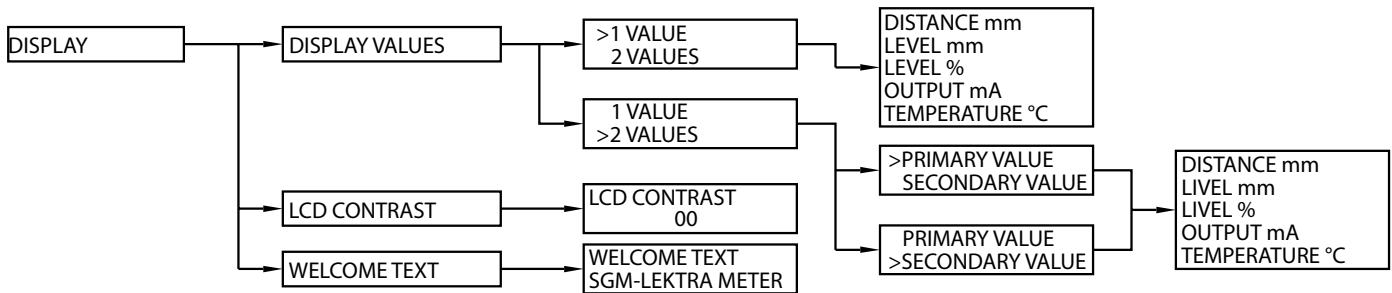 DISPLAY
DISPLAY VALUES
>1 VALUE
2 VALUES
DISTANCE mm
LEVEL mm
LEVEL %
OUTPUT mA
TEMPERATURE °C
1 VALUE
>2 VALUES
>PRIMARY VALUE
SECONDARY VALUE
PRIMARY VALUE
>SECONDARY VALUE
DISTANCE mm
LIVEL mm
LIVEL %
OUTPUT mA
TEMPERATURE °C
LCD CONTRAST
LCD CONTRAST
00
WELCOME TEXT
WELCOME TEXT
SGM-LEKTRA METER